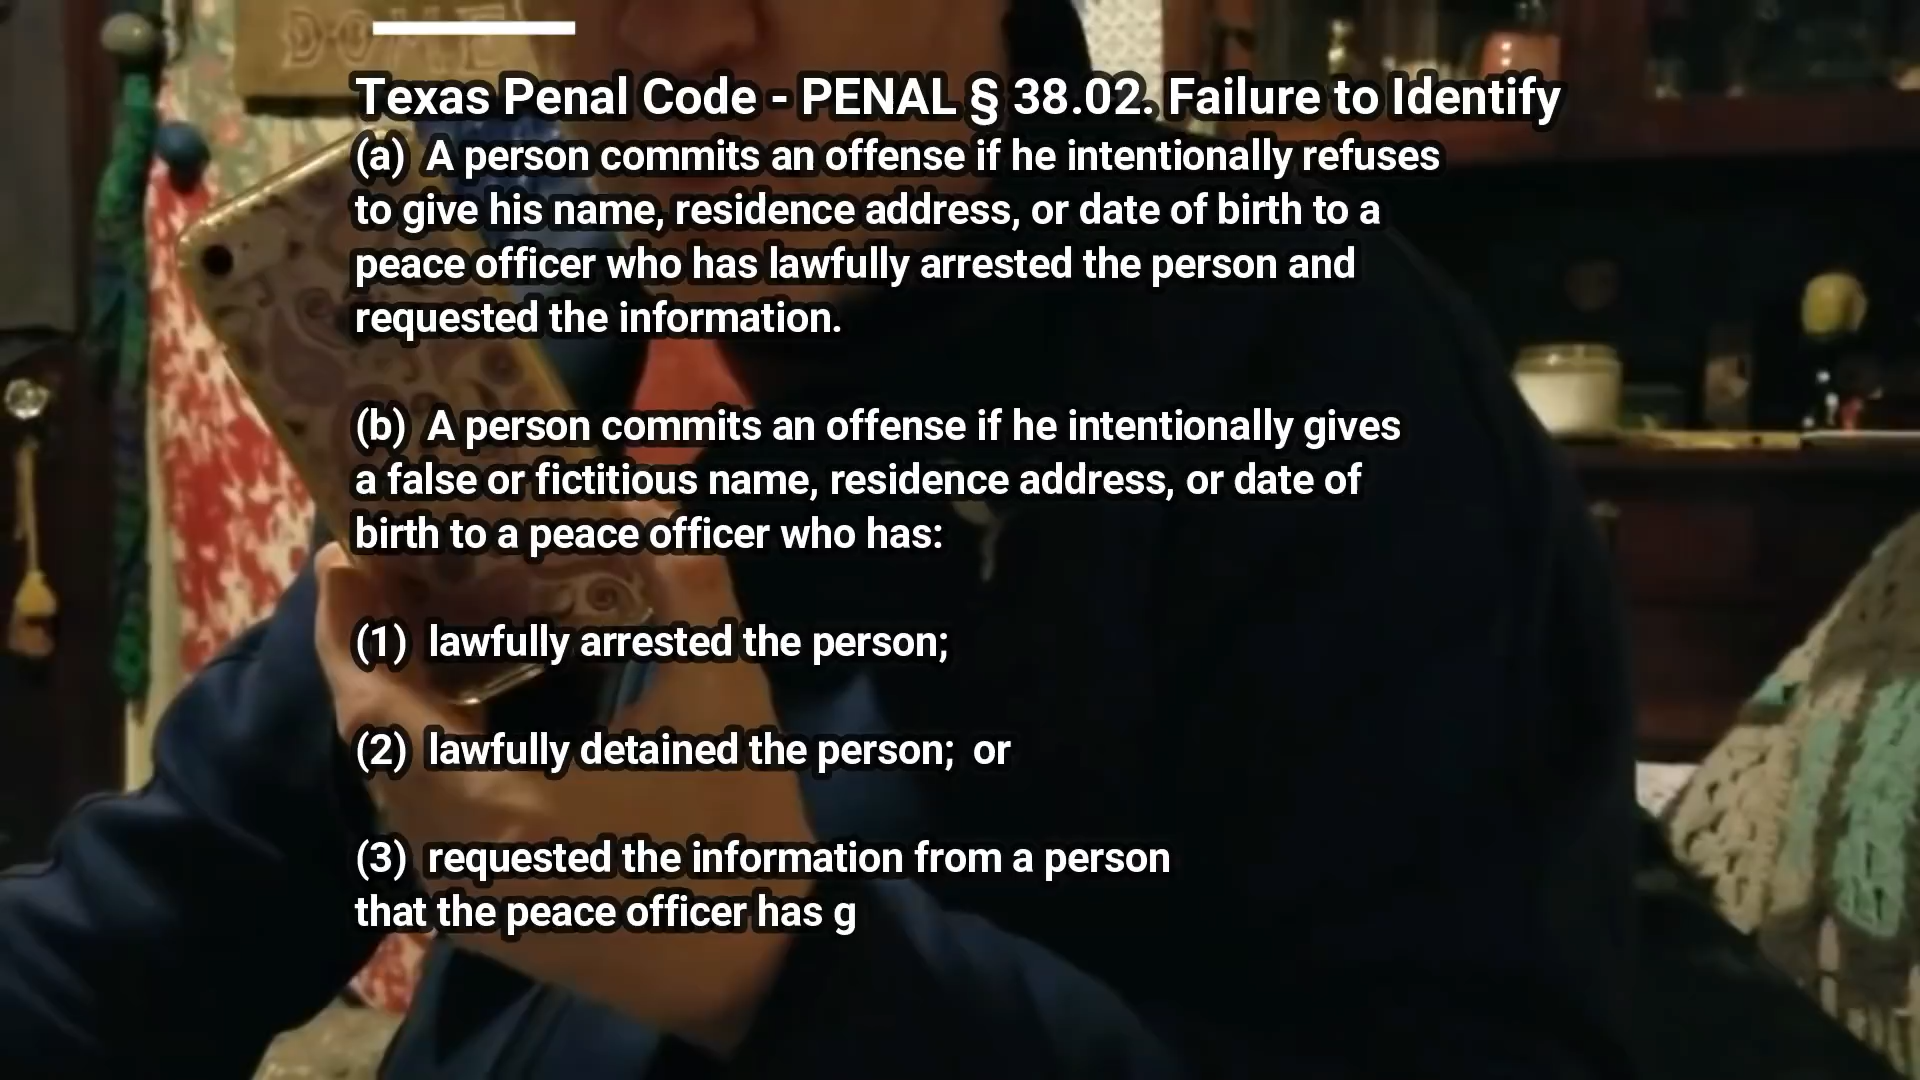 DOME
Texas Penal Code - PENAL § 38.02. Failure to Identify
(a) A person commits an offense if he intentionally refuses
to give his name, residence address, or date of birth to a
peace officer who has lawfully arrested the person and
requested the information.
(b) A person commits an offense if he intentionally gives
a false or fictitious name, residence address, or date of
birth to a peace officer who has:
(1) lawfully arrested the person;
(2) lawfully detained the person; or
(3) requested the information from a person
that the peace officer has g